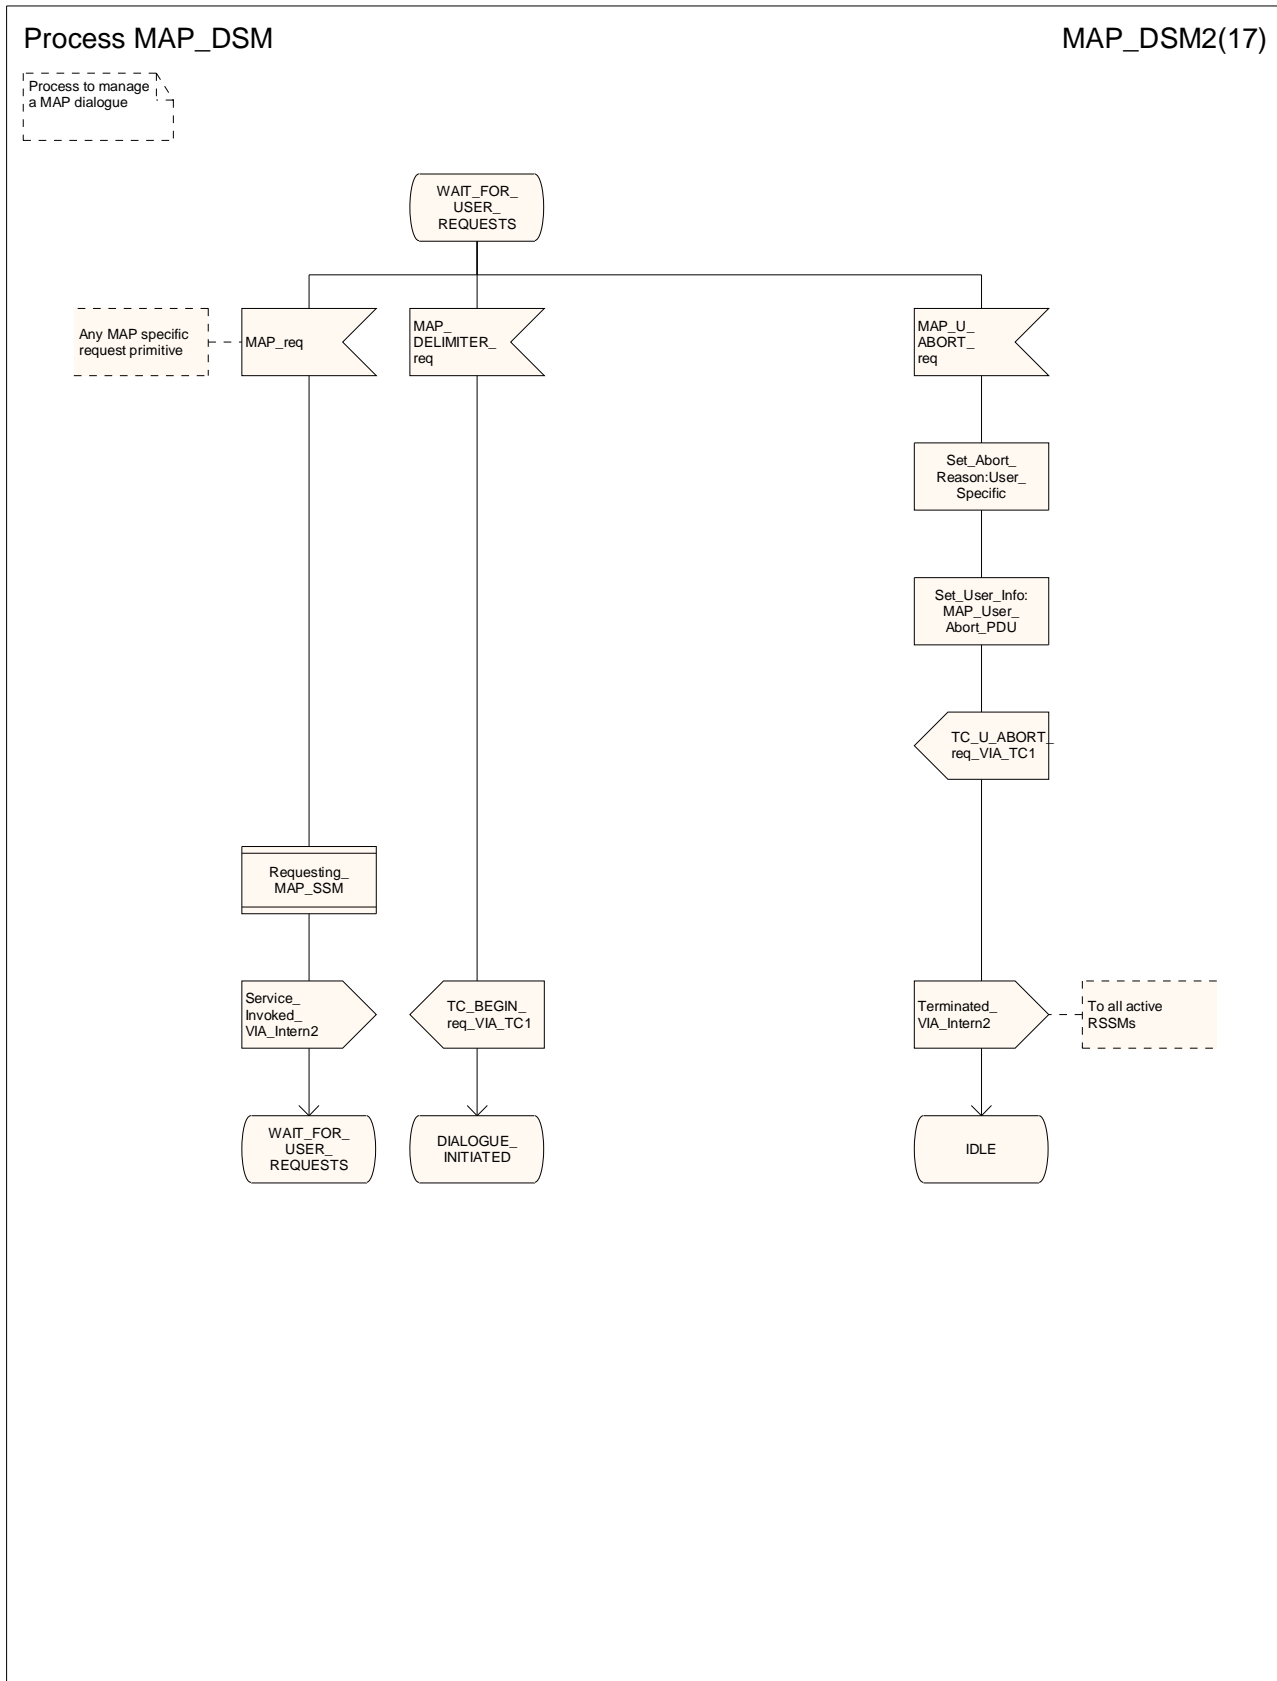 Process MAP_DSM
MAP_DSM2(17)
Process to manage
a MAP dialogue
WAIT_FOR_
USER_
REQUESTS
Any MAP specific
request primitive
MAP_req
MAP_
DELIMITER_
req
MAP_U_
ABORT_
req
Set_Abort_
Reason:User_
Specific
Set_User_Info:
MAP_User_
Abort_PDU
TC_U_ABORT_
req_VIA_TC1
Requesting_
MAP_SSM
Service_
Invoked_
VIA_Intern2
TC_BEGIN_
req_VIA_TC1
Terminated_
VIA_Intern2
To all active
RSSMs
WAIT_FOR_
USER_
REQUESTS
DIALOGUE_
INITIATED
IDLE